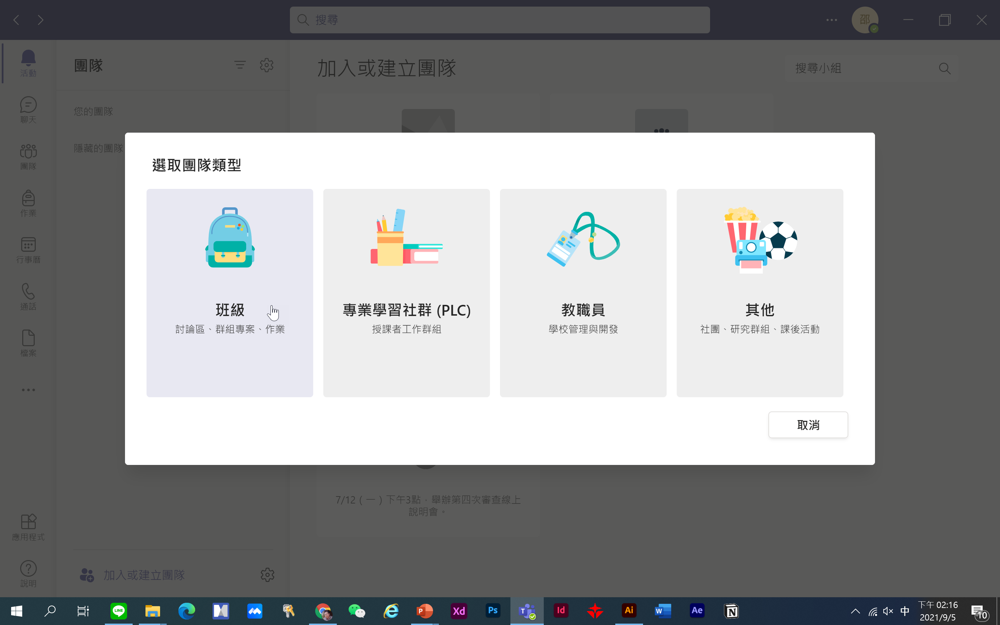 搜尋
邵
活動
聊天
團隊
作業
行事曆
通話
檔案
應用程式
說明
團隊
您的團隊
隱藏的團隊
加入或建立團隊
加入或建立團隊
搜尋小組
選取團隊類型
班級
討論區、群組專案、作業
專業學習社群 (PLC)
授課者工作群組
教職員
學校管理與開發
其他
社團、研究群組、課後活動
取消
7/12（一）下午3點，舉辦第四次審查線上
說明會。
LINE
P
Xd
Ps
T
Id
Ai
W
Ae
N
中
下午 02:16
2021/9/5
10